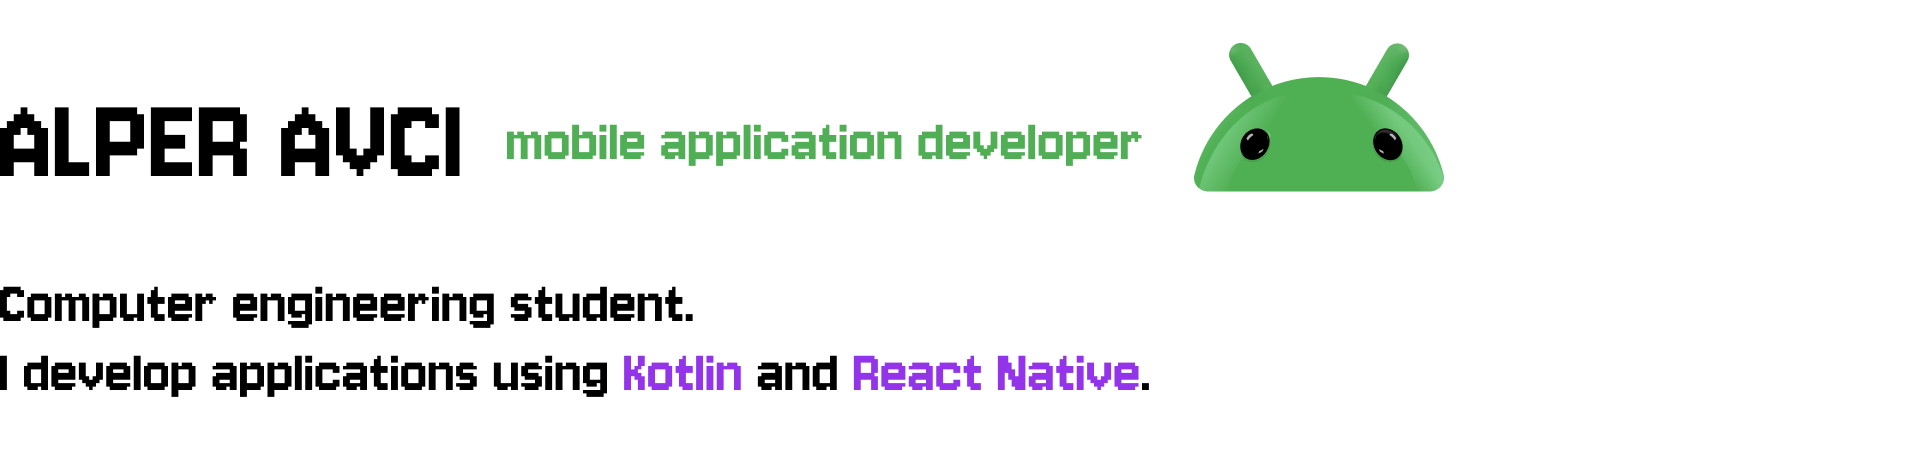 ALPER AVCI mobile application developer
Computer engineering student.
I develop applications using Kotlin and React Native.